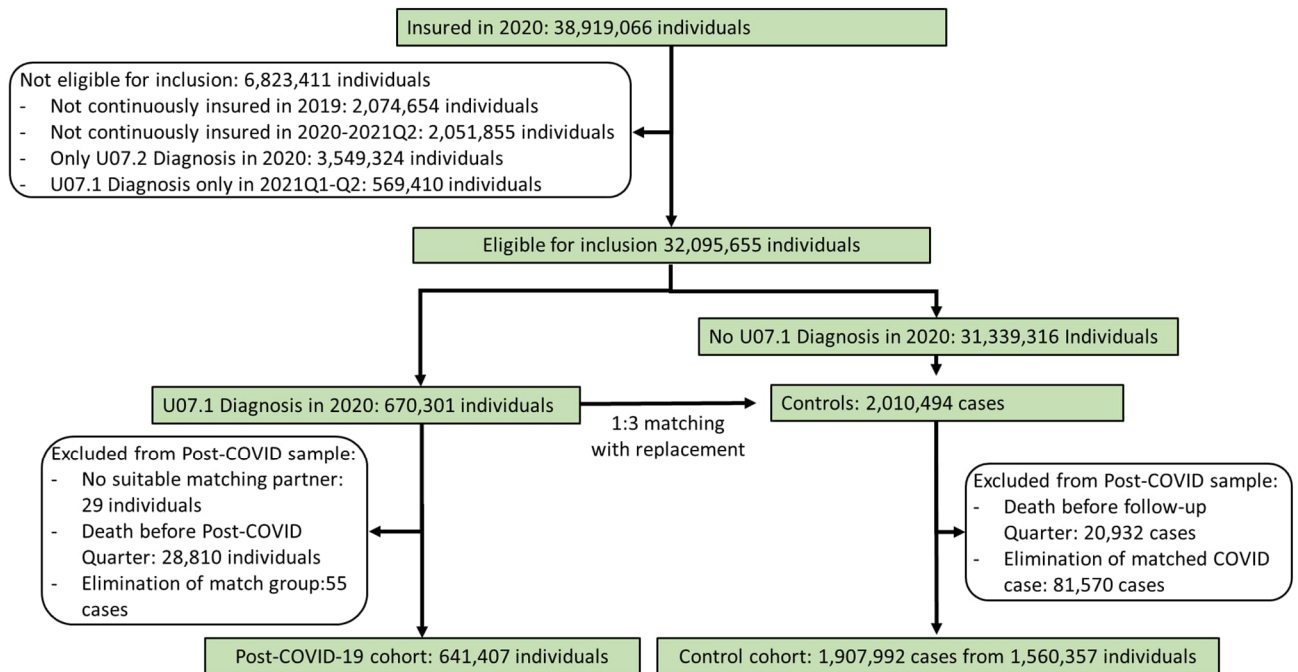 Insured in 2020: 38,919,066 individuals
Not eligible for inclusion: 6,823,411 individuals
- Not continuously insured in 2019: 2,074,654 individuals
- Not continuously insured in 2020-2021Q2: 2,051,855 individuals
- Only U07.2 Diagnosis in 2020: 3,549,324 individuals
- U07.1 Diagnosis only in 2021Q1-Q2: 569,410 individuals
Eligible for inclusion 32,095,655 individuals
No U07.1 Diagnosis in 2020: 31,339,316 Individuals
U07.1 Diagnosis in 2020: 670,301 individuals
1:3 matching
with replacement
Controls: 2,010,494 cases
Excluded from Post-COVID sample:
- No suitable matching partner:
29 individuals
- Death before Post-COVID
Quarter: 28,810 individuals
- Elimination of match group:55
cases
Excluded from Post-COVID sample:
- Death before follow-up
Quarter: 20,932 cases
- Elimination of matched COVID
case: 81,570 cases
Post-COVID-19 cohort: 641,407 individuals
Control cohort: 1,907,992 cases from 1,560,357 individuals